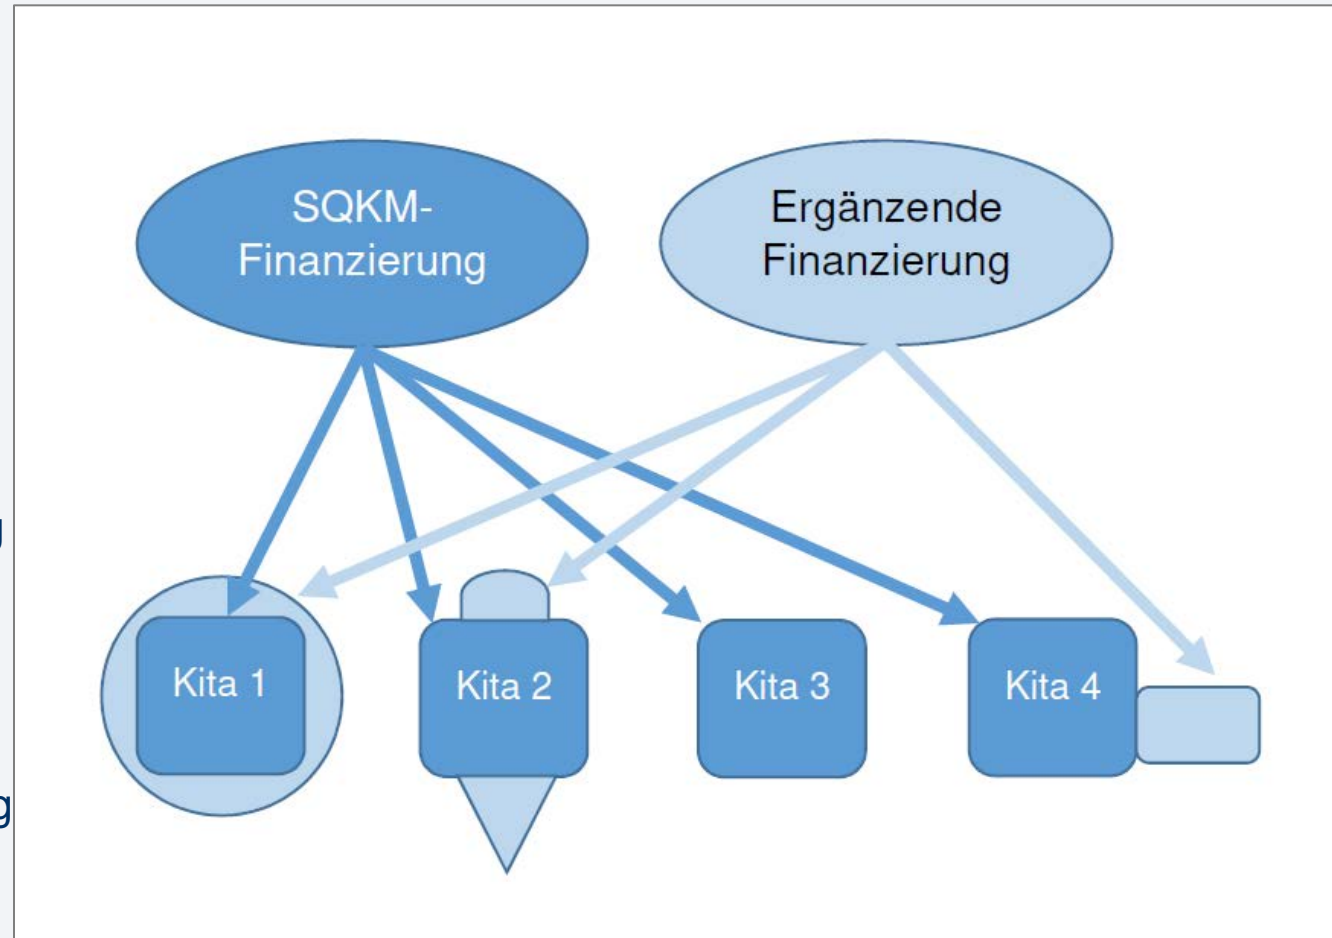 SQKM-
Finanzierung
Ergänzende
Finanzierung
g
g
Kita 1
Kita 2
Kita 3
Kita 4